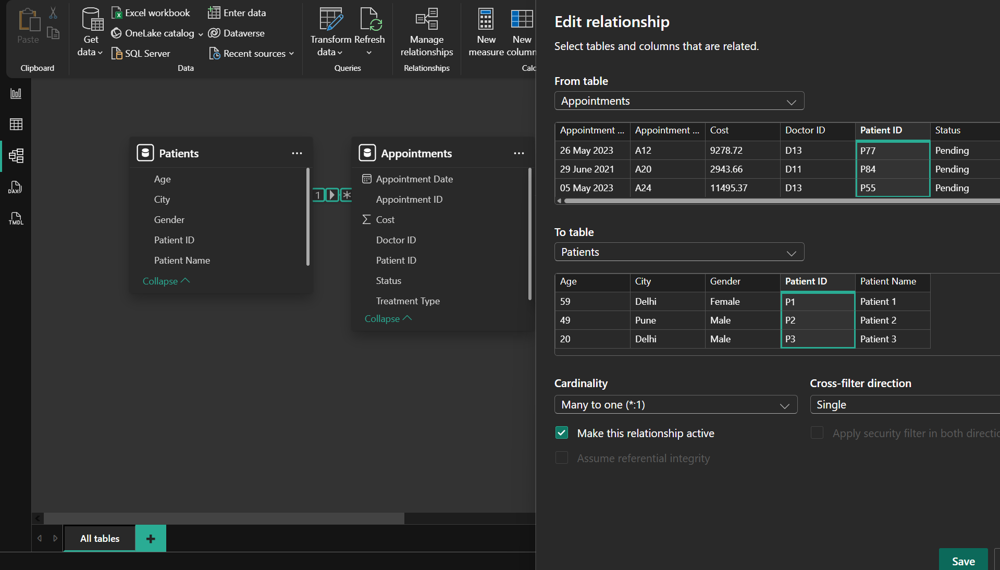 Paste
Clipboard
Get
data
Excel workbook
OneLake catalog
SQL Server
Enter data
Dataverse
Recent sources
Data
Transform
data
Refresh
Queries
Manage
relationships
Relationships
New
measure
New
column
Calc
DAX
TMDL
Patients
Age
City
Gender
Patient ID
Patient Name
Collapse
1
*
Appointments
Appointment Date
Appointment ID
Cost
Doctor ID
Patient ID
Status
Treatment Type
Collapse
All tables
+
Edit relationship
Select tables and columns that are related.
From table
Appointments
Appointment ... Appointment ... Cost Doctor ID Patient ID Status
26 May 2023 A12 9278.72 D13 P77 Pending
29 June 2021 A20 2943.66 D11 P84 Pending
05 May 2023 A24 11495.37 D13 P55 Pending
To table
Patients
Age City Gender Patient ID Patient Name
59 Delhi Female P1 Patient 1
49 Pune Male P2 Patient 2
20 Delhi Male P3 Patient 3
Cardinality Cross-filter direction
Many to one (*:1) Single
Make this relationship active Apply security filter in both directio
Assume referential integrity
Save